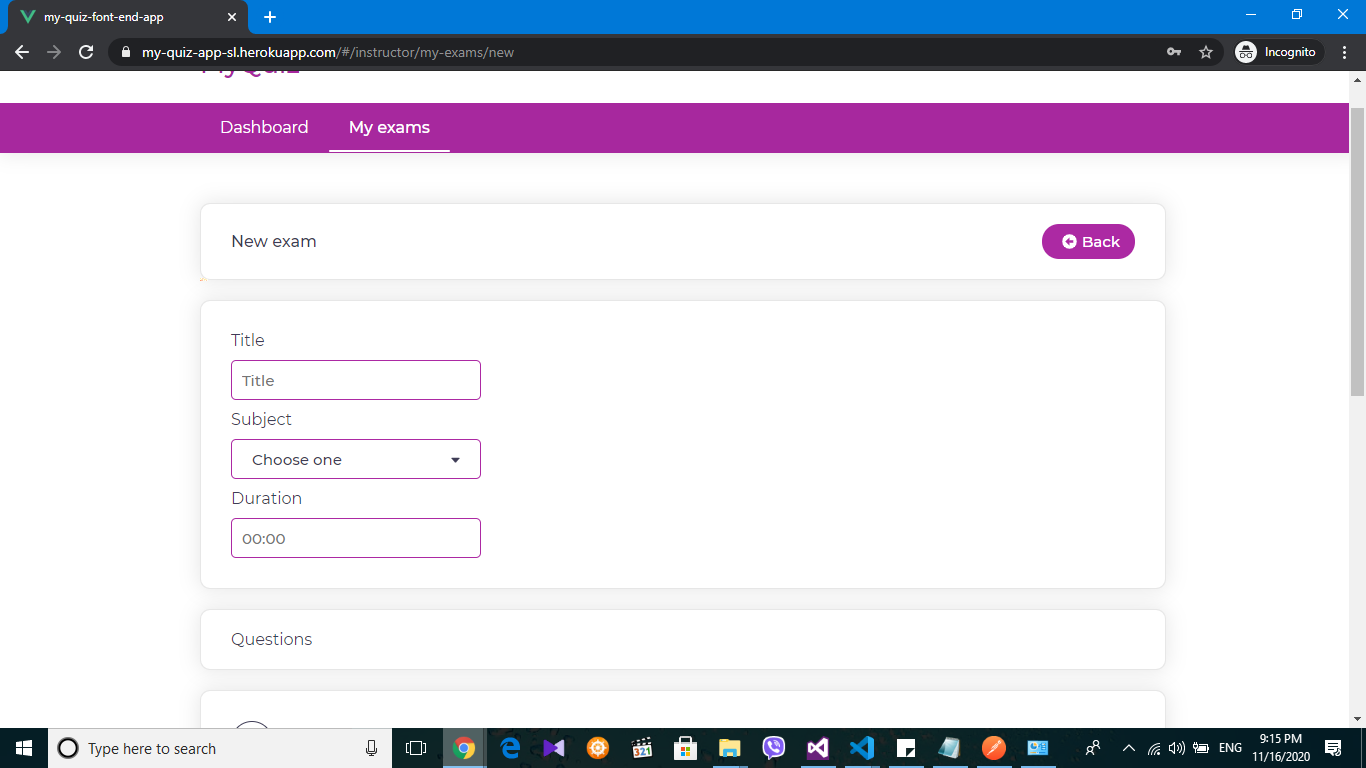 my-quiz-font-end-app
my-quiz-app-sl.herokuapp.com/#/instructor/my-exams/new
Incognito
MyQuiz
Dashboard
My exams
New exam
Back
Title
Title
Subject
Choose one
Duration
00:00
Questions
Type here to search
321
ENG
9:15 PM
11/16/2020